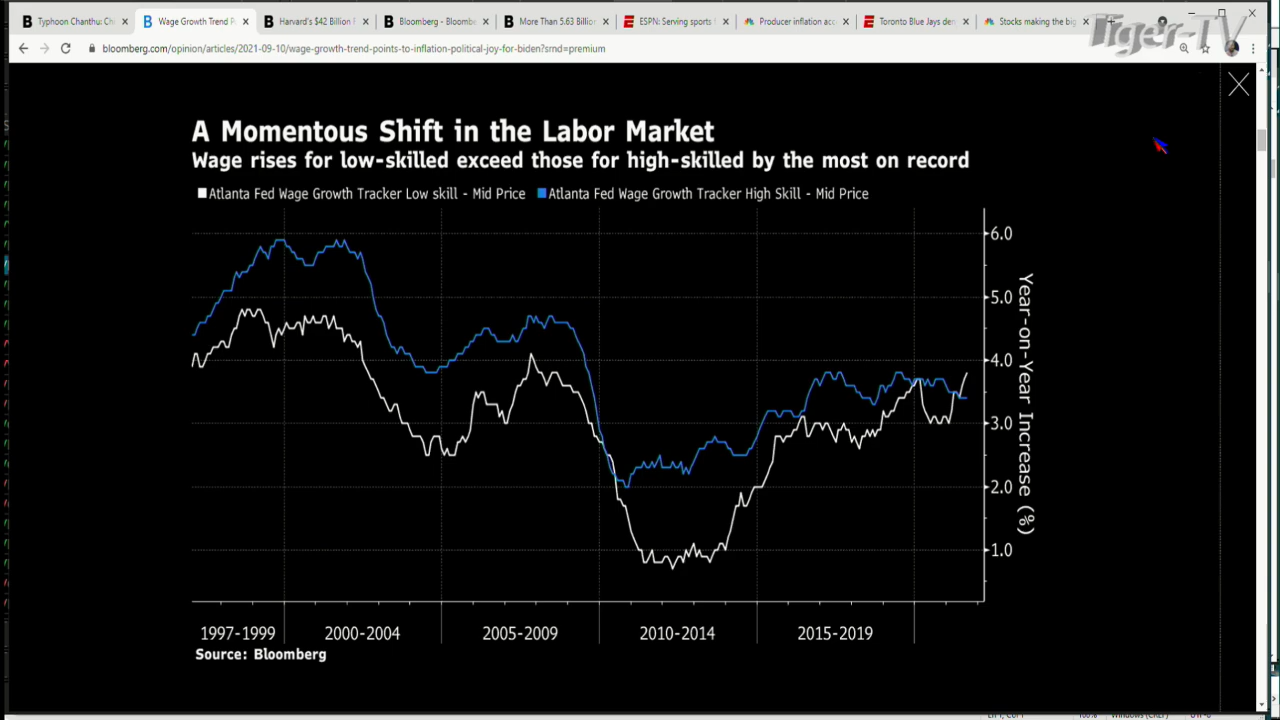 Typhoon Chanthu: Ch
Wage Growth Trend P
Harvard's $42 Billion
Bloomberg - Bloombe
More Than 5.63 Billion
ESPN: Serving sports
Producer inflation acc
Toronto Blue Jays den
Stocks making the big
Tiger-TV
bloomberg.com/opinion/articles/2021-09-10/wage-growth-trend-points-to-inflation-political-joy-for-biden?srnd=premium
A Momentous Shift in the Labor Market
Wage rises for low-skilled exceed those for high-skilled by the most on record
Atlanta Fed Wage Growth Tracker Low skill - Mid Price
Atlanta Fed Wage Growth Tracker High Skill - Mid Price
6.0
5.0
4.0
3.0
2.0
1.0
Year-on-Year Increase (%)
1997-1999
2000-2004
2005-2009
2010-2014
2015-2019
Source: Bloomberg